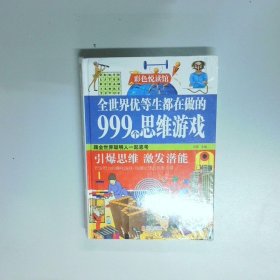 彩色悦读馆
全世界优等生都在做的
999个思维游戏
跟全世界聪明人一起思考
引爆思维 激发潜能